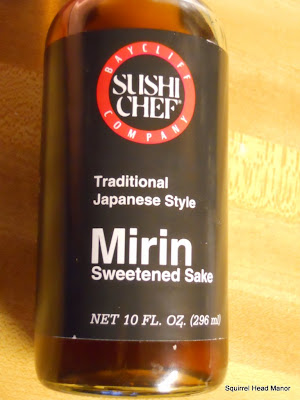 BAYCLIFF
SUSHI
CHEF®
COMPANY
Traditional
Japanese Style
Mirin
Sweetened Sake
NET 10 FL. OZ. (296 ml)
Squirrel Head Manor